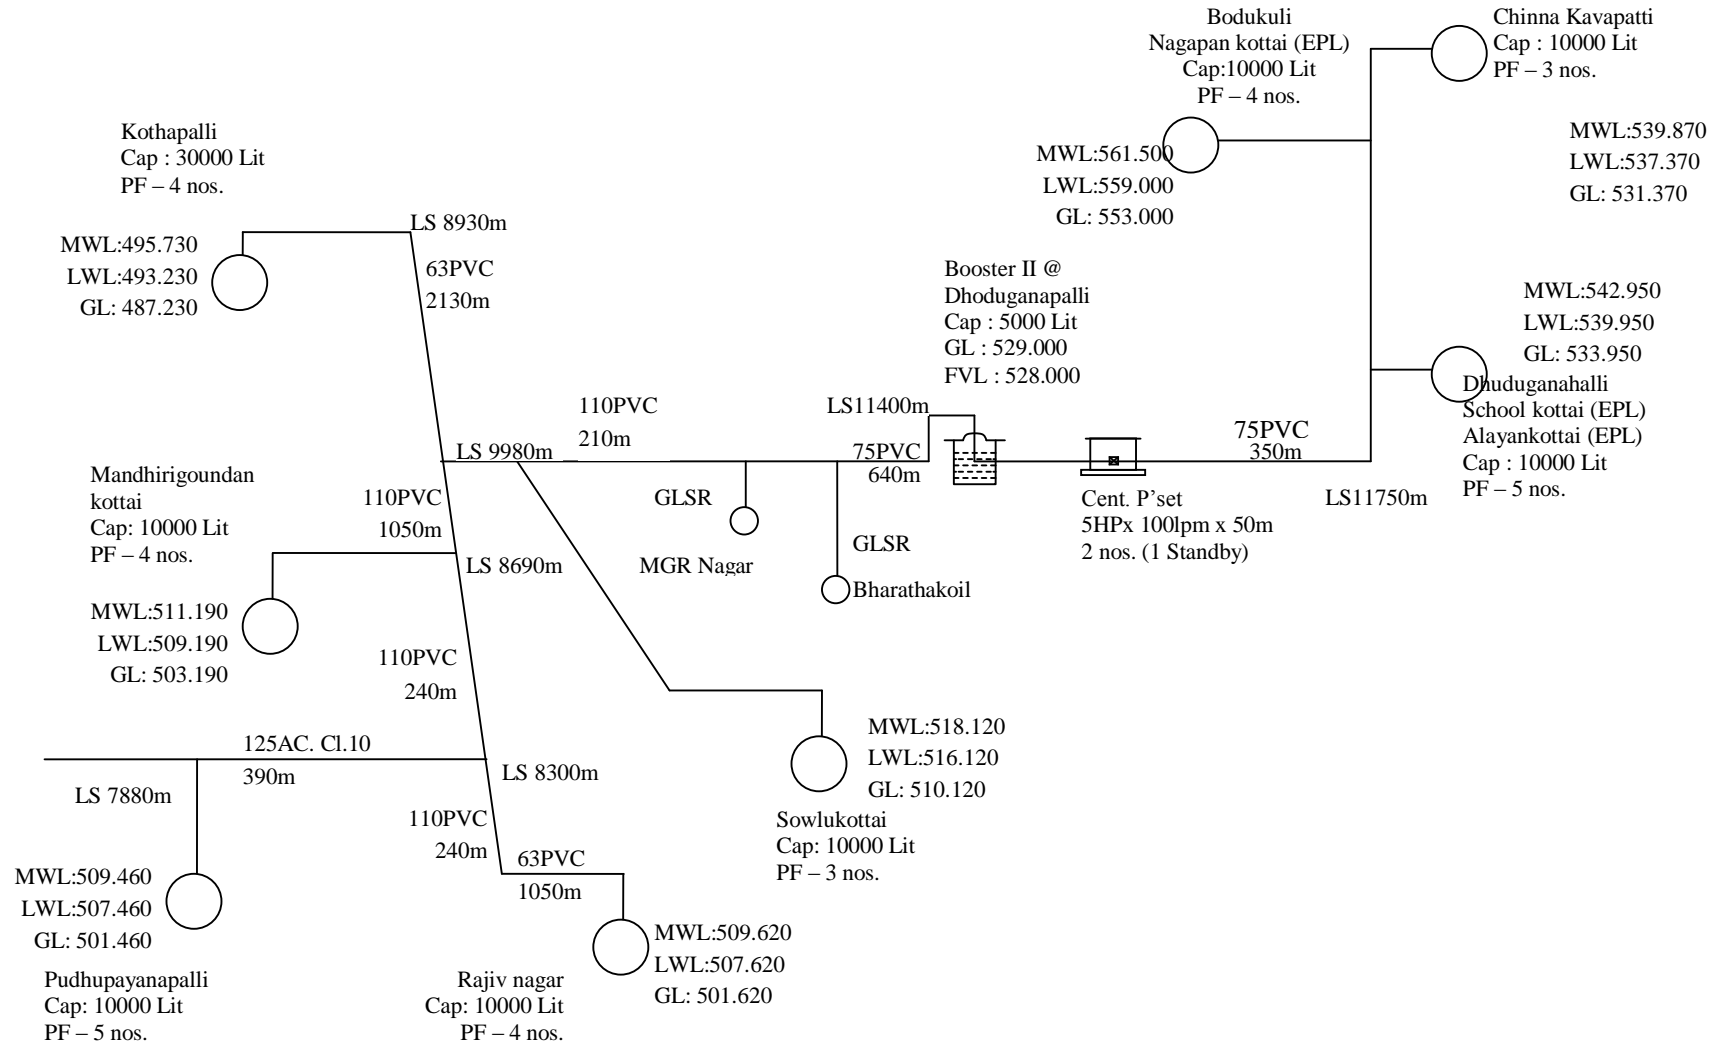 Bodukuli
Nagapan kottai (EPL)
Cap:10000 Lit
PF – 4 nos.
Chinna Kavapatti
Cap : 10000 Lit
PF – 3 nos.
MWL:539.870
LWL:537.370
GL: 531.370
Kothapalli
Cap : 30000 Lit
PF – 4 nos.
MWL:561.500
LWL:559.000
GL: 553.000
LS 8930m
MWL:495.730
LWL:493.230
GL: 487.230
63PVC
2130m
Booster II @
Dhoduganapalli
Cap : 5000 Lit
GL : 529.000
FVL : 528.000
MWL:542.950
LWL:539.950
GL: 533.950
Dhuduganahalli
School kottai (EPL)
Alayankottai (EPL)
Cap : 10000 Lit
PF – 5 nos.
110PVC
210m
LS11400m
75PVC
640m
75PVC
350m
LS11750m
LS 9980m
Mandhirigoundan
kottai
Cap: 10000 Lit
PF – 4 nos.
110PVC
1050m
GLSR
MGR Nagar
GLSR
Bharathakoil
Cent. P’set
5HPx 100lpm x 50m
2 nos. (1 Standby)
LS 8690m
MWL:511.190
LWL:509.190
GL: 503.190
110PVC
240m
MWL:518.120
LWL:516.120
GL: 510.120
Sowlukottai
Cap: 10000 Lit
PF – 3 nos.
125AC. Cl.10
390m
LS 7880m
LS 8300m
110PVC
240m
63PVC
1050m
MWL:509.460
LWL:507.460
GL: 501.460
Pudhupayanapalli
Cap: 10000 Lit
PF – 5 nos.
MWL:509.620
LWL:507.620
GL: 501.620
Rajiv nagar
Cap: 10000 Lit
PF – 4 nos.